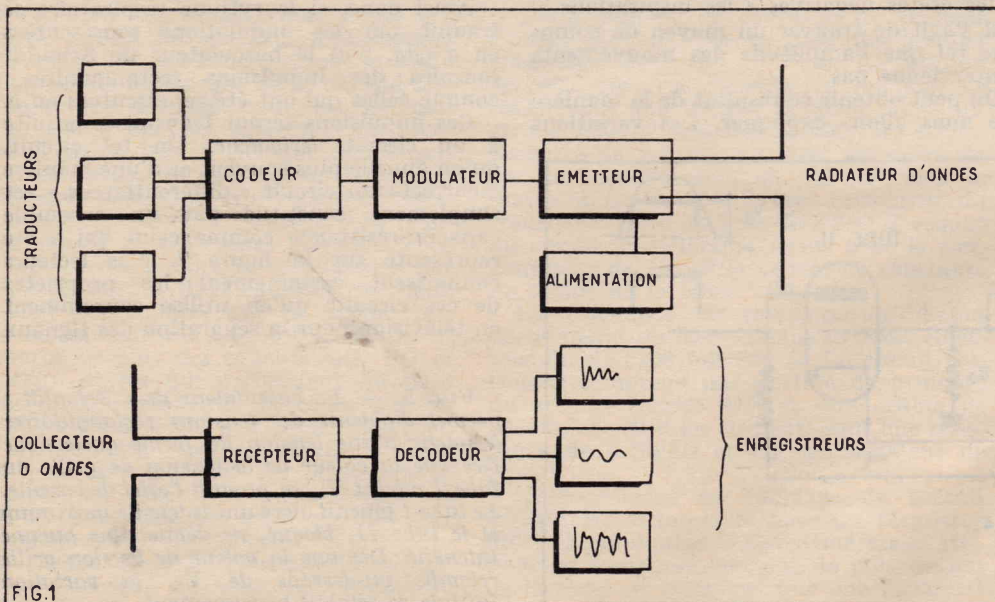 TRADUCTEURS
CODEUR
MODULATEUR
EMETTEUR
RADIATEUR D'ONDES
ALIMENTATION
COLLECTEUR
D ONDES
RECEPTEUR
DECODEUR
ENREGISTREURS
FIG.1